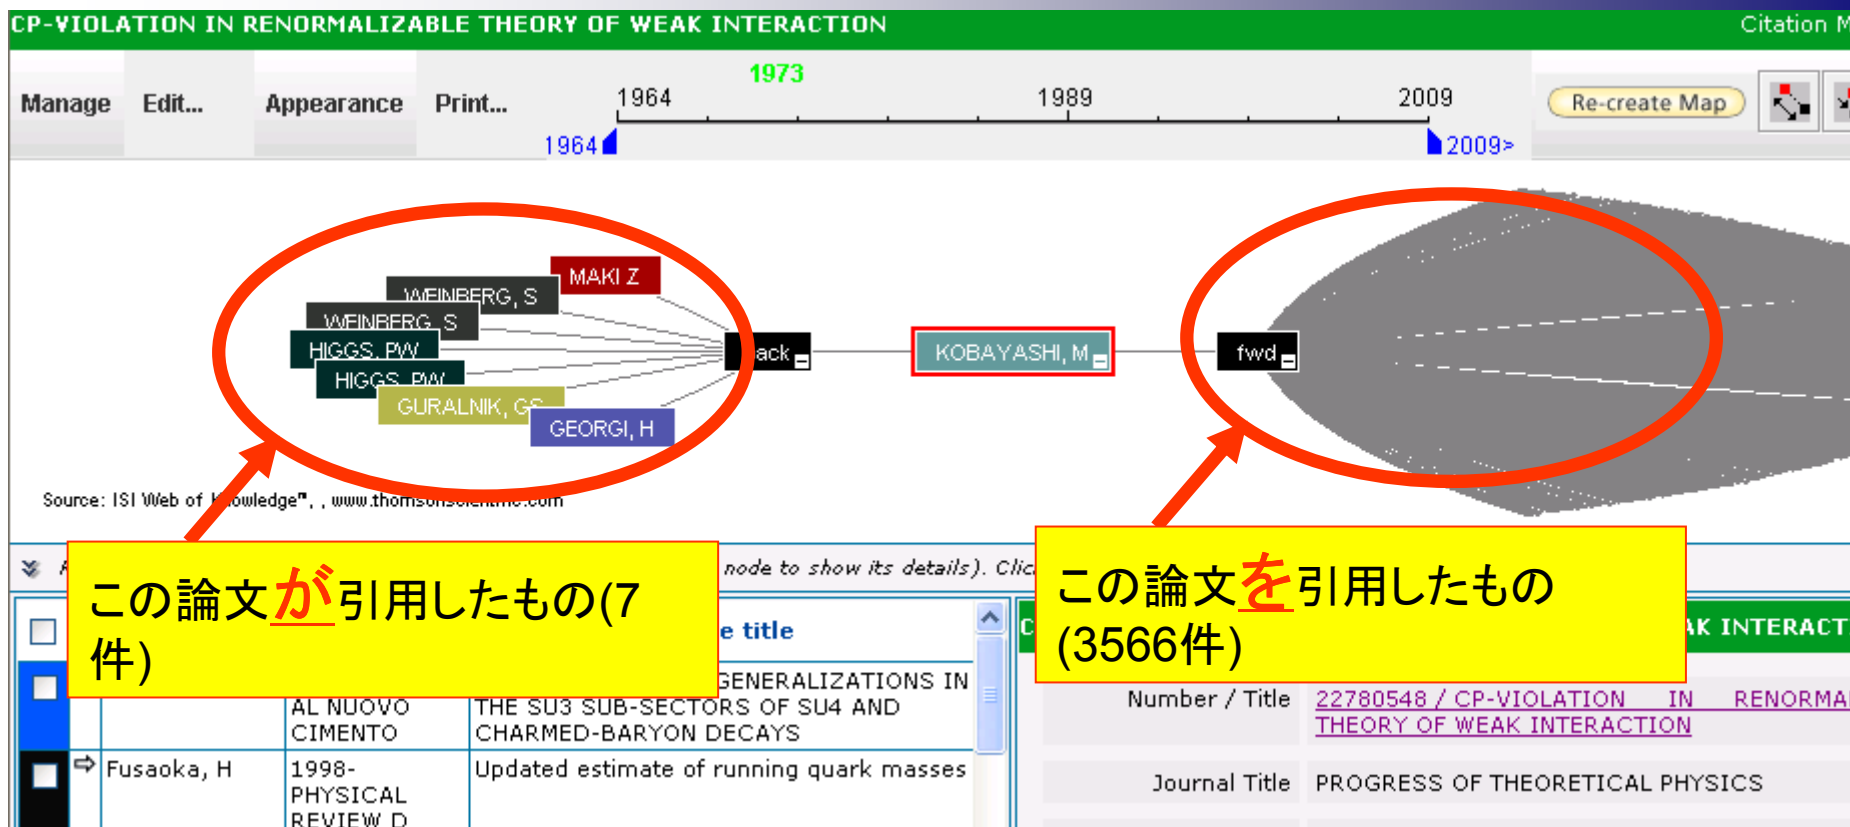 CP-VIOLATION IN RENORMALIZABLE THEORY OF WEAK INTERACTION
Citation M
Manage Edit... Appearance Print...
1973
1964 1989 2009
1964 2009>
Re-create Map
MAKI Z
WEINBERG, S
WEINBERG, S
HIGGS, PW
HIGGS, PW
GURALNIK, GS
GEORGI, H
ack
KOBAYASHI, M
fwd
Source: ISI Web of Knowledge™, , www.thomsonscientific.com
node to show its details). Clic
この論文が引用したもの(7
件)
この論文を引用したもの
(3566件)
e title
AK INTERACT
GENERALIZATIONS IN
AL NUOVO
CIMENTO
THE SU3 SUB-SECTORS OF SU4 AND
CHARMED-BARYON DECAYS
Fusaoka, H
1998-
PHYSICAL
REVIEW D
Updated estimate of running quark masses
Number / Title
22780548 / CP-VIOLATION IN RENORMA
THEORY OF WEAK INTERACTION
Journal Title
PROGRESS OF THEORETICAL PHYSICS